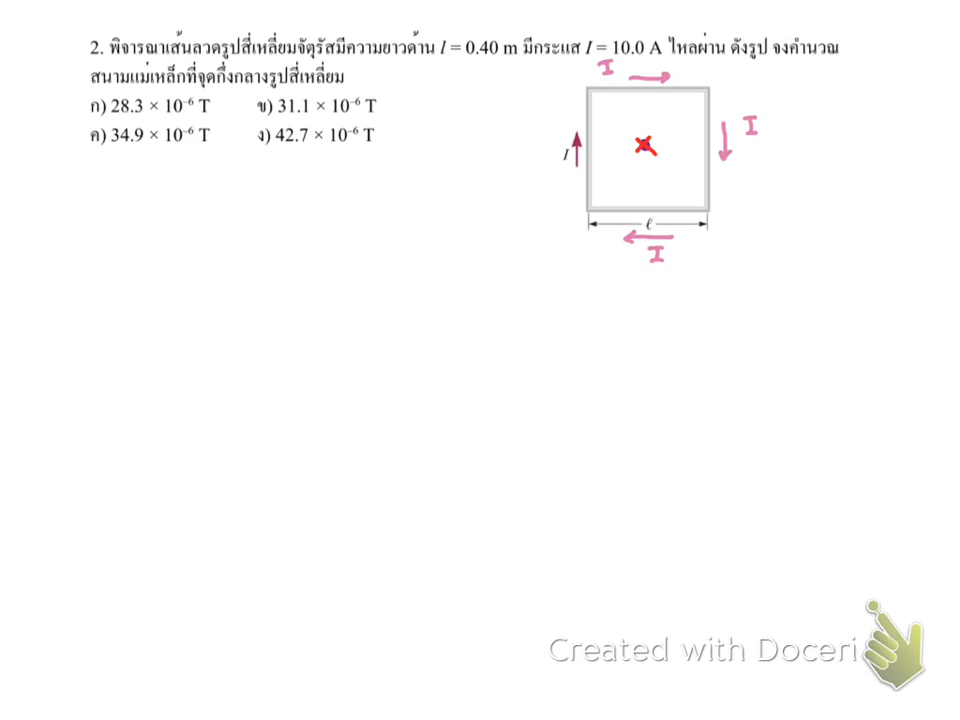 2. พิจารณาเส้นลวดรูปสี่เหลี่ยมจัตุรัสมีความยาวด้าน l = 0.40 m มีกระแส I = 10.0 A ไหลผ่าน ดังรูป จงคำนวณ
สนามแม่เหล็กที่จุดกึ่งกลางรูปสี่เหลี่ยม
ก) 28.3 × 10⁻⁶ T ข) 31.1 × 10⁻⁶ T
ค) 34.9 × 10⁻⁶ T ง) 42.7 × 10⁻⁶ T
I
I
I
ℓ
I
Created with Doceri